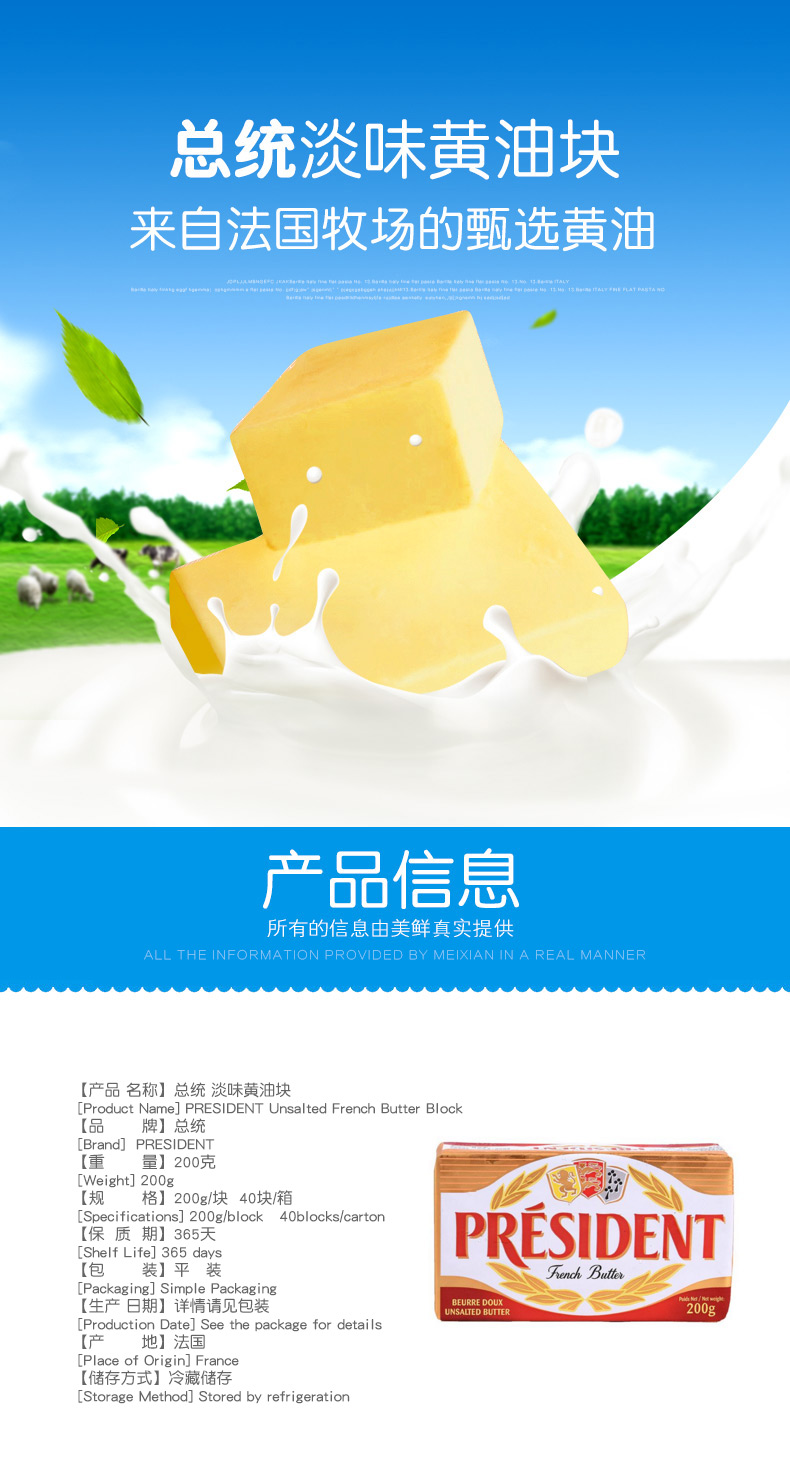 总统淡味黄油块
来自法国牧场的甄选黄油
产品信息
所有的信息由美鲜真实提供
ALL THE INFORMATION PROVIDED BY MEIXIAN IN A REAL MANNER
【产品 名称】总统 淡味黄油块
[Product Name] PRESIDENT Unsalted French Butter Block
【品 牌】总统
[Brand] PRESIDENT
【重 量】200克
[Weight] 200g
【规 格】200g/块 40块/箱
[Specifications] 200g/block 40blocks/carton
【保 质 期】365天
[Shelf Life] 365 days
【包 装】平 装
[Packaging] Simple Packaging
【生产 日期】详情请见包装
[Production Date] See the package for details
【产 地】法国
[Place of Origin] France
【储存方式】冷藏储存
[Storage Method] Stored by refrigeration
PRÉSIDENT
French Butter
BEURRE DOUX
UNSALTED BUTTER
Poids Net / Net weight:
200g